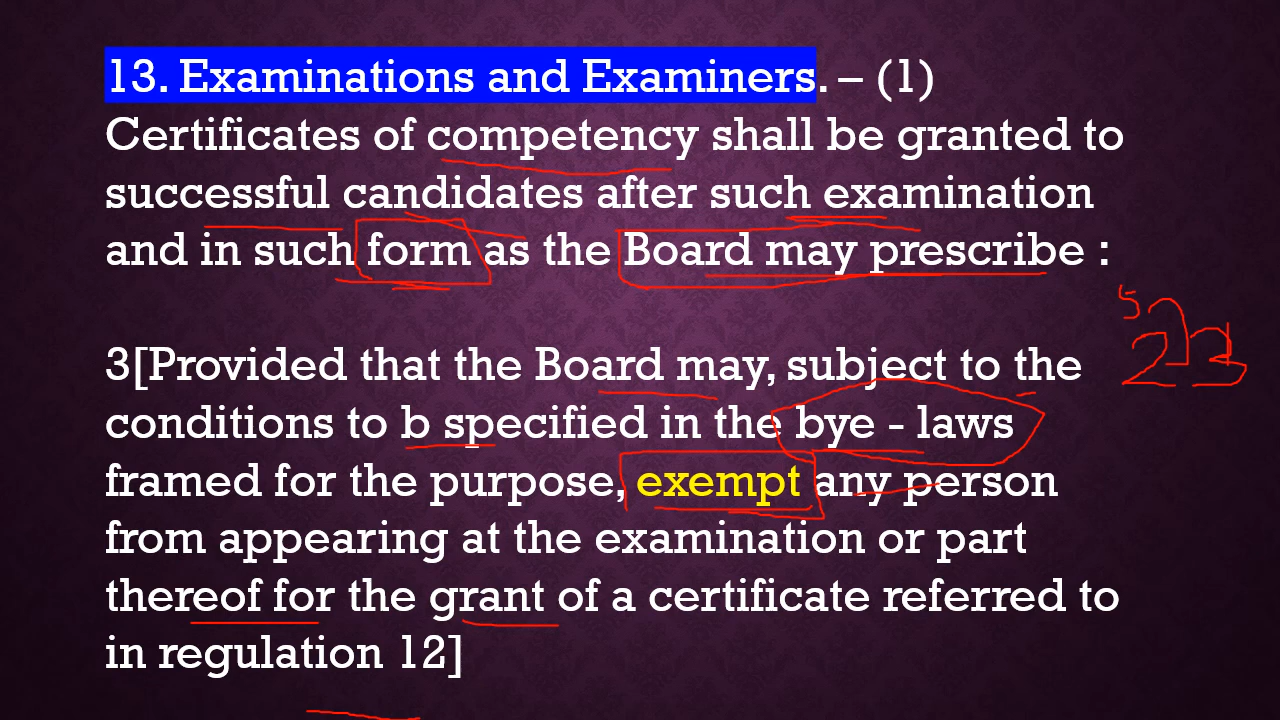 13. Examinations and Examiners. – (1)
Certificates of competency shall be granted to
successful candidates after such examination
and in such form as the Board may prescribe :
3[Provided that the Board may, subject to the
conditions to b specified in the bye - laws
framed for the purpose, exempt any person
from appearing at the examination or part
thereof for the grant of a certificate referred to
in regulation 12]